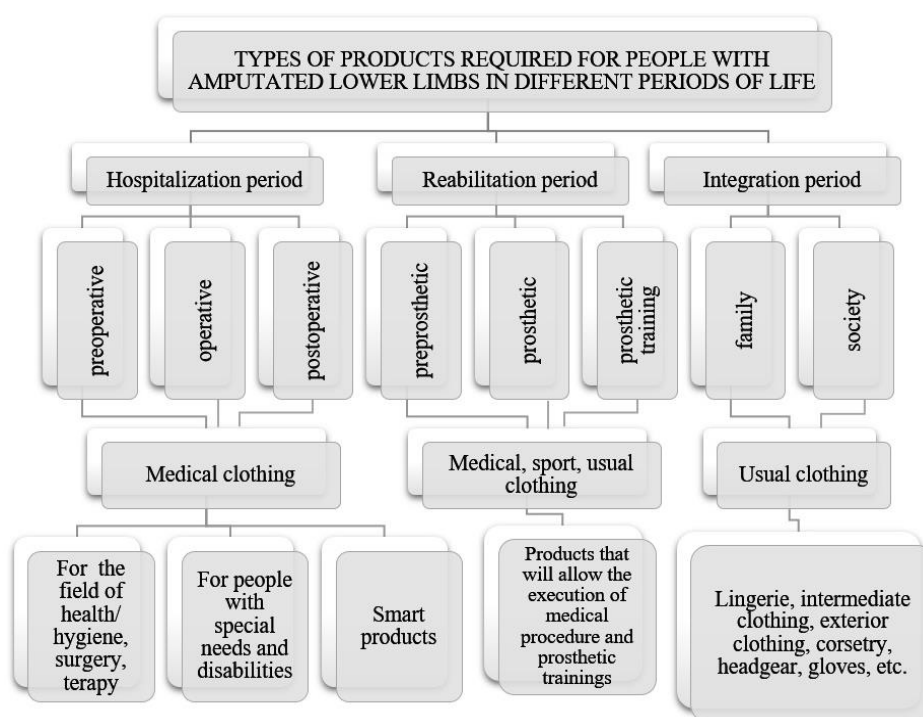 TYPES OF PRODUCTS REQUIRED FOR PEOPLE WITH
AMPUTATED LOWER LIMBS IN DIFFERENT PERIODS OF LIFE
Hospitalization period
Reabilitation period
Integration period
preoperative
operative
postoperative
preprosthetic
prosthetic
prosthetic
training
family
society
Medical clothing
Medical, sport, usual
clothing
Usual clothing
For the
field of
health/
hygiene,
surgery,
terapy
For people
with
special
needs and
disabilities
Smart
products
Products that
will allow the
execution of
medical
procedure and
prosthetic
trainings
Lingerie, intermediate
clothing, exterior
clothing, corsetry,
headgear, gloves, etc.